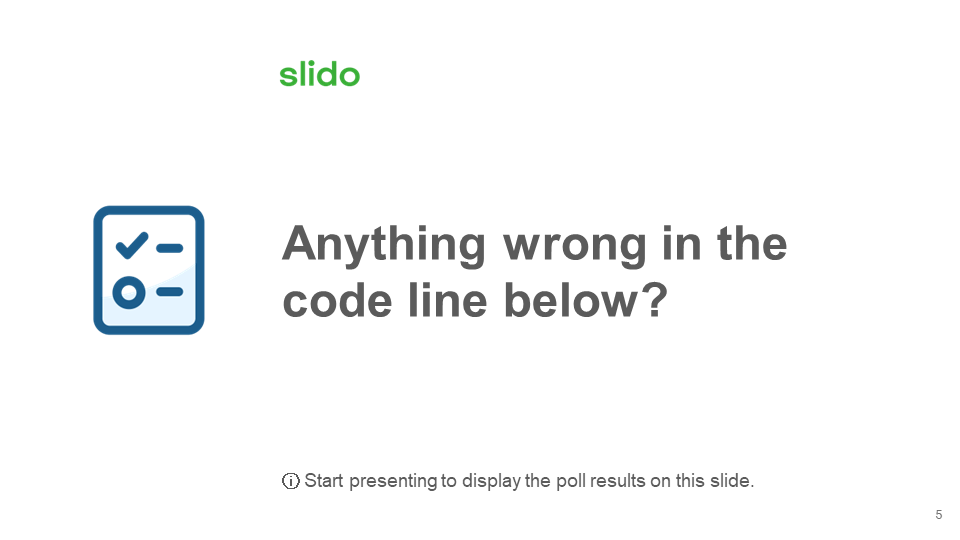 slido
Anything wrong in the
code line below?
ⓘ Start presenting to display the poll results on this slide.
5